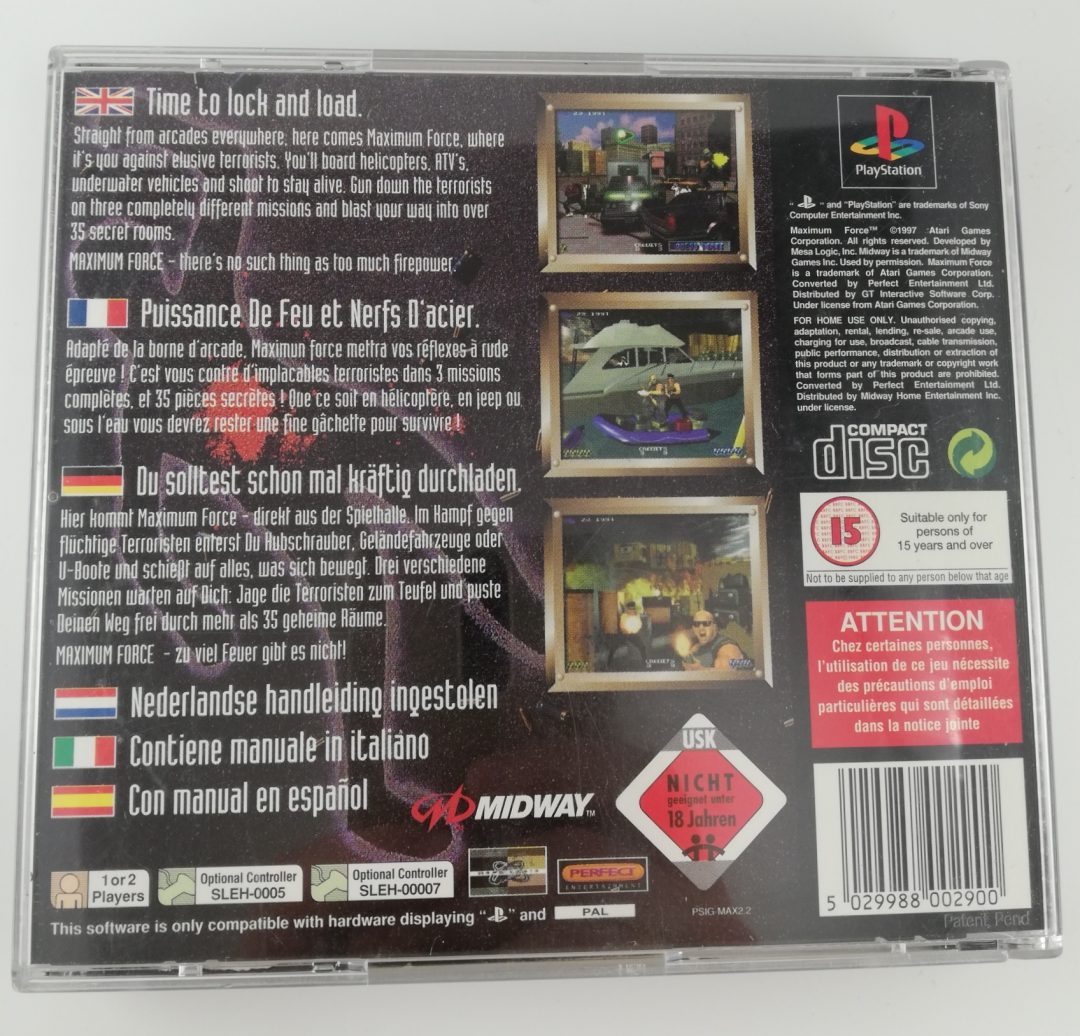 Time to lock and load.
Straight from arcades everywhere, here comes Maximum Force, where
it's you against elusive terrorists. You'll board helicopters, ATV's,
underwater vehicles and shoot to stay alive. Gun down the terrorists
on three completely different missions and blast your way into over
35 secret rooms.
MAXIMUM FORCE - there's no such thing as too much firepower.
Puissance De Feu et Nerfs D'acier.
Adapté de la borne d'arcade, Maximun force mettra vos réflexes à rude
épreuve ! C'est vous contre d'implacables terroristes dans 3 missions
complètes, et 35 pièces secrètes ! Que ce soit en hélicoptère, en jeep ou
sous l'eau vous devrez rester une fine gâchette pour survivre !
Du solltest schon mal kräftig durchladen.
Hier kommt Maximum Force - direkt aus der Spielhalle. Im Kampf gegen
flüchtige Terroristen enterst Du Hubschrauber, Geländefahrzeuge oder
U-Boote und schießt auf alles, was sich bewegt. Drei verschiedene
Missionen warten auf Dich: Jage die Terroristen zum Teufel und puste
Deinen Weg frei durch mehr als 35 geheime Räume.
MAXIMUM FORCE - zu viel Feuer gibt es nicht!
Nederlandse handleiding ingesloten
Contiene manuale in italiano
Con manual en español
MIDWAY™
1 or 2
Players
Optional Controller
SLEH-0005
Optional Controller
SLEH-00007
PERFECT
ENTERTAINMENT
This software is only compatible with hardware displaying " " and
PAL
CREDITS
CREDITS
CREDITS
USK
NICHT
geeignet unter
18 Jahren
PSIG-MAX2.2
PlayStation
" " and "PlayStation" are trademarks of Sony
Computer Entertainment Inc.
Maximum Force™ ©1997 Atari Games
Corporation. All rights reserved. Developed by
Mesa Logic, Inc. Midway is a trademark of Midway
Games Inc. Used by permission. Maximum Force
is a trademark of Atari Games Corporation.
Converted by Perfect Entertainment Ltd.
Distributed by GT Interactive Software Corp.
Under license from Atari Games Corporation.
FOR HOME USE ONLY. Unauthorised copying,
adaptation, rental, lending, re-sale, arcade use,
charging for use, broadcast, cable transmission,
public performance, distribution or extraction of
this product or any trademark or copyright work
that forms part of this product are prohibited.
Converted by Perfect Entertainment Ltd.
Distributed by Midway Home Entertainment Inc.
under license.
COMPACT
disc
15
Suitable only for
persons of
15 years and over
Not to be supplied to any person below that age
ATTENTION
Chez certaines personnes,
l'utilisation de ce jeu nécessite
des précautions d'emploi
particulières qui sont détaillées
dans la notice jointe
5 029988 002900
Patent Pend